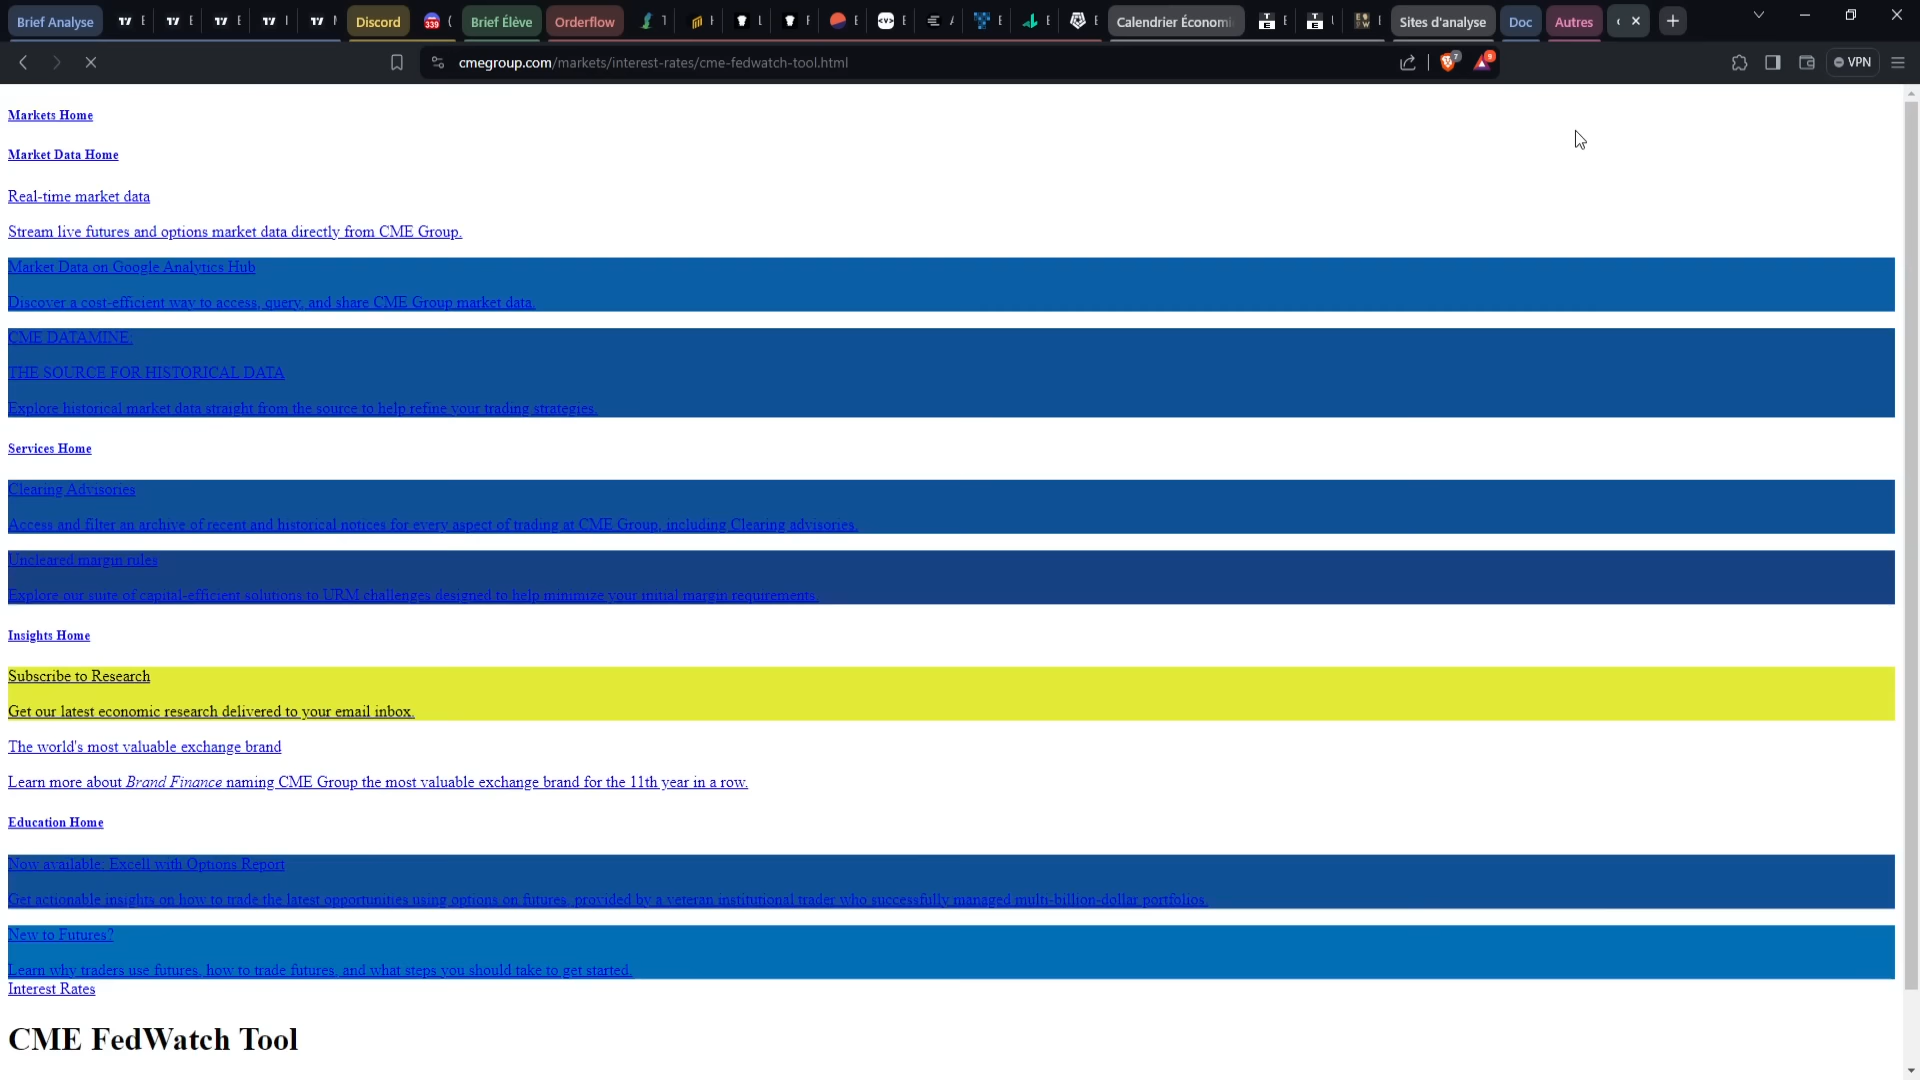 Brief Analyse
Discord
339
Brief Élève
Orderflow
Calendrier Économi
Sites d'analyse
Doc
Autres
cmegroup.com/markets/interest-rates/cme-fedwatch-tool.html
7
9
VPN
Markets Home
Market Data Home
Real-time market data
Stream live futures and options market data directly from CME Group.
Market Data on Google Analytics Hub
Discover a cost-efficient way to access, query, and share CME Group market data.
CME DATAMINE:
THE SOURCE FOR HISTORICAL DATA
Explore historical market data straight from the source to help refine your trading strategies.
Services Home
Clearing Advisories
Access and filter an archive of recent and historical notices for every aspect of trading at CME Group, including Clearing advisories.
Uncleared margin rules
Explore our suite of capital-efficient solutions to URM challenges designed to help minimize your initial margin requirements.
Insights Home
Subscribe to Research
Get our latest economic research delivered to your email inbox.
The world's most valuable exchange brand
Learn more about Brand Finance naming CME Group the most valuable exchange brand for the 11th year in a row.
Education Home
Now available: Excell with Options Report
Get actionable insights on how to trade the latest opportunities using options on futures, provided by a veteran institutional trader who successfully managed multi-billion-dollar portfolios.
New to Futures?
Learn why traders use futures, how to trade futures, and what steps you should take to get started.
Interest Rates
CME FedWatch Tool